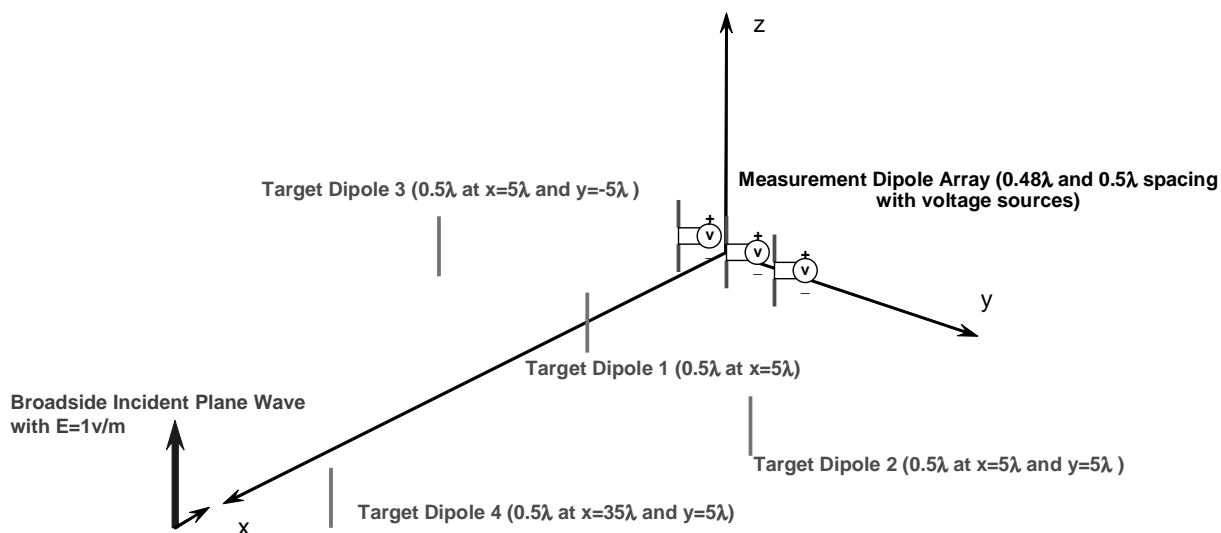 z
Target Dipole 3 (0.5λ at x=5λ and y=-5λ )
Measurement Dipole Array (0.48λ and 0.5λ spacing
with voltage sources)
+
v
_
+
v
_
+
v
_
y
Target Dipole 1 (0.5λ at x=5λ)
Broadside Incident Plane Wave
with E=1v/m
Target Dipole 2 (0.5λ at x=5λ and y=5λ )
x
Target Dipole 4 (0.5λ at x=35λ and y=5λ)